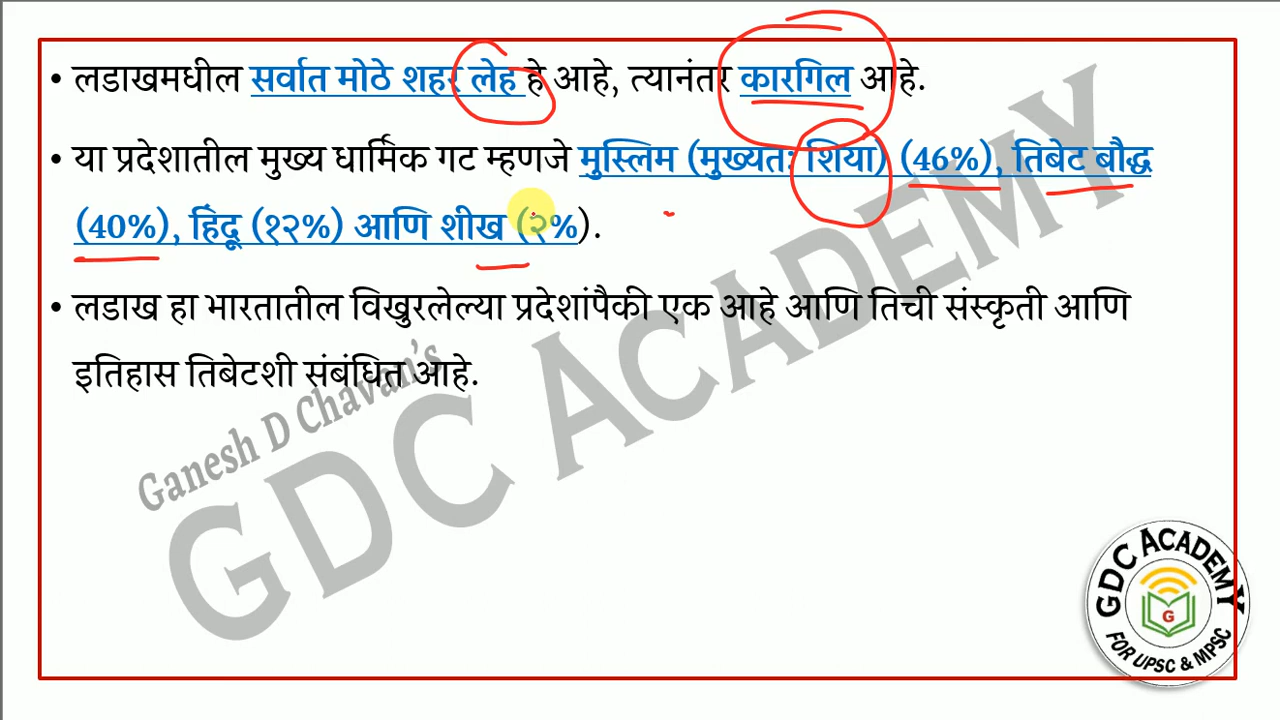 • लडाखमधील सर्वात मोठे शहर लेह हे आहे, त्यानंतर कारगिल आहे.
• या प्रदेशातील मुख्य धार्मिक गट म्हणजे मुस्लिम (मुख्यतः शिया) (46%), तिबेट बौद्ध
(40%), हिंदू (१२%) आणि शीख (२%).
• लडाख हा भारतातील विखुरलेल्या प्रदेशांपैकी एक आहे आणि तिची संस्कृती आणि
इतिहास तिबेटशी संबंधित आहे.
Ganesh D Chavan's
GDC ACADEMY
GDC ACADEMY
G
FOR UPSC & MPSC